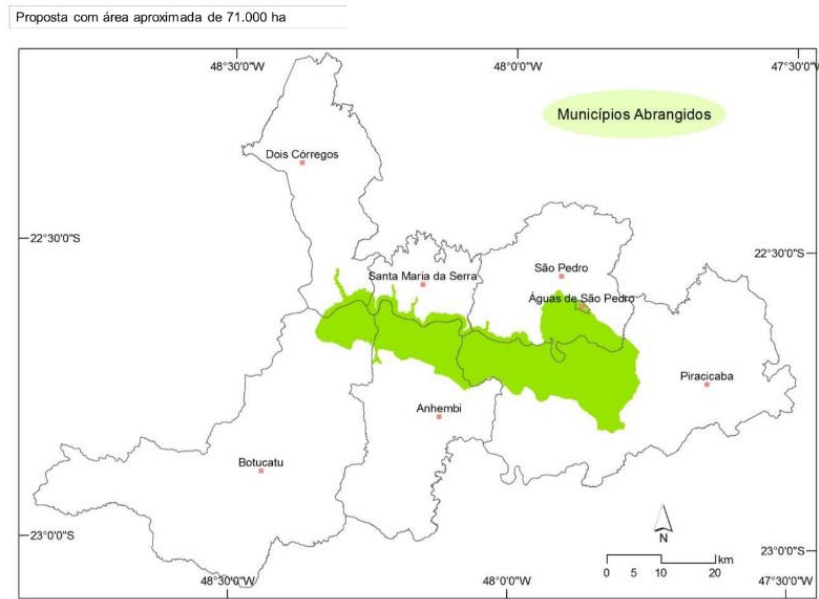 Proposta com área aproximada de 71.000 ha
48°30'0"W
48°0'0"W
47°30'0"W
Municípios Abrangidos
Dois Córregos
22°30'0"S
22°30'0"S
São Pedro
Santa Maria da Serra
Águas de São Pedro
Piracicaba
Anhembi
Botucatu
N
23°0'0"S
23°0'0"S
km
0 5 10 20
48°30'0"W
48°0'0"W
47°30'0"W